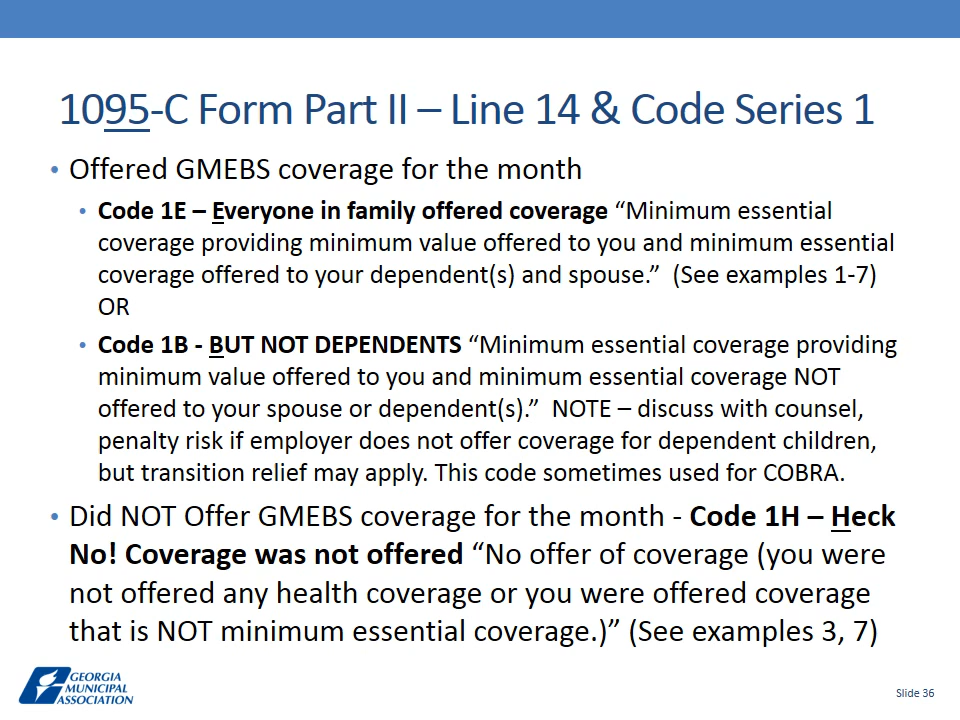 1095-C Form Part II – Line 14 & Code Series 1
• Offered GMEBS coverage for the month
• Code 1E – Everyone in family offered coverage “Minimum essential
coverage providing minimum value offered to you and minimum essential
coverage offered to your dependent(s) and spouse.” (See examples 1-7)
OR
• Code 1B - BUT NOT DEPENDENTS “Minimum essential coverage providing
minimum value offered to you and minimum essential coverage NOT
offered to your spouse or dependent(s).” NOTE – discuss with counsel,
penalty risk if employer does not offer coverage for dependent children,
but transition relief may apply. This code sometimes used for COBRA.
• Did NOT Offer GMEBS coverage for the month - Code 1H – Heck
No! Coverage was not offered “No offer of coverage (you were
not offered any health coverage or you were offered coverage
that is NOT minimum essential coverage.)” (See examples 3, 7)
GEORGIA
MUNICIPAL
ASSOCIATION
Slide 36